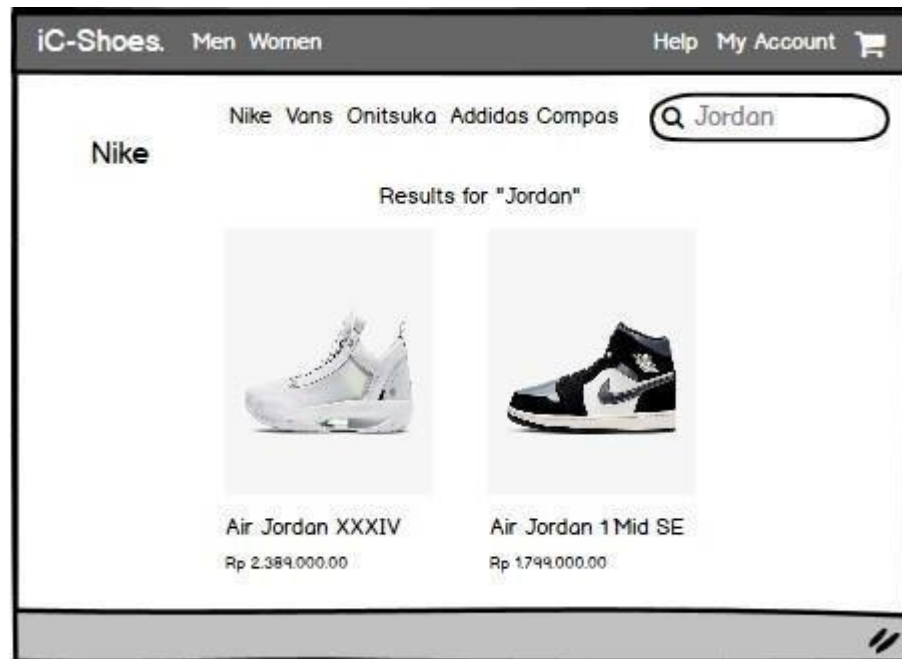 iC-Shoes. Men Women Help My Account
Nike Vans Onitsuka Addidas Compas Jordan
Nike
Results for "Jordan"
Air Jordan XXXIV Air Jordan 1 Mid SE
Rp 2.389.000.00 Rp 1.799.000.00